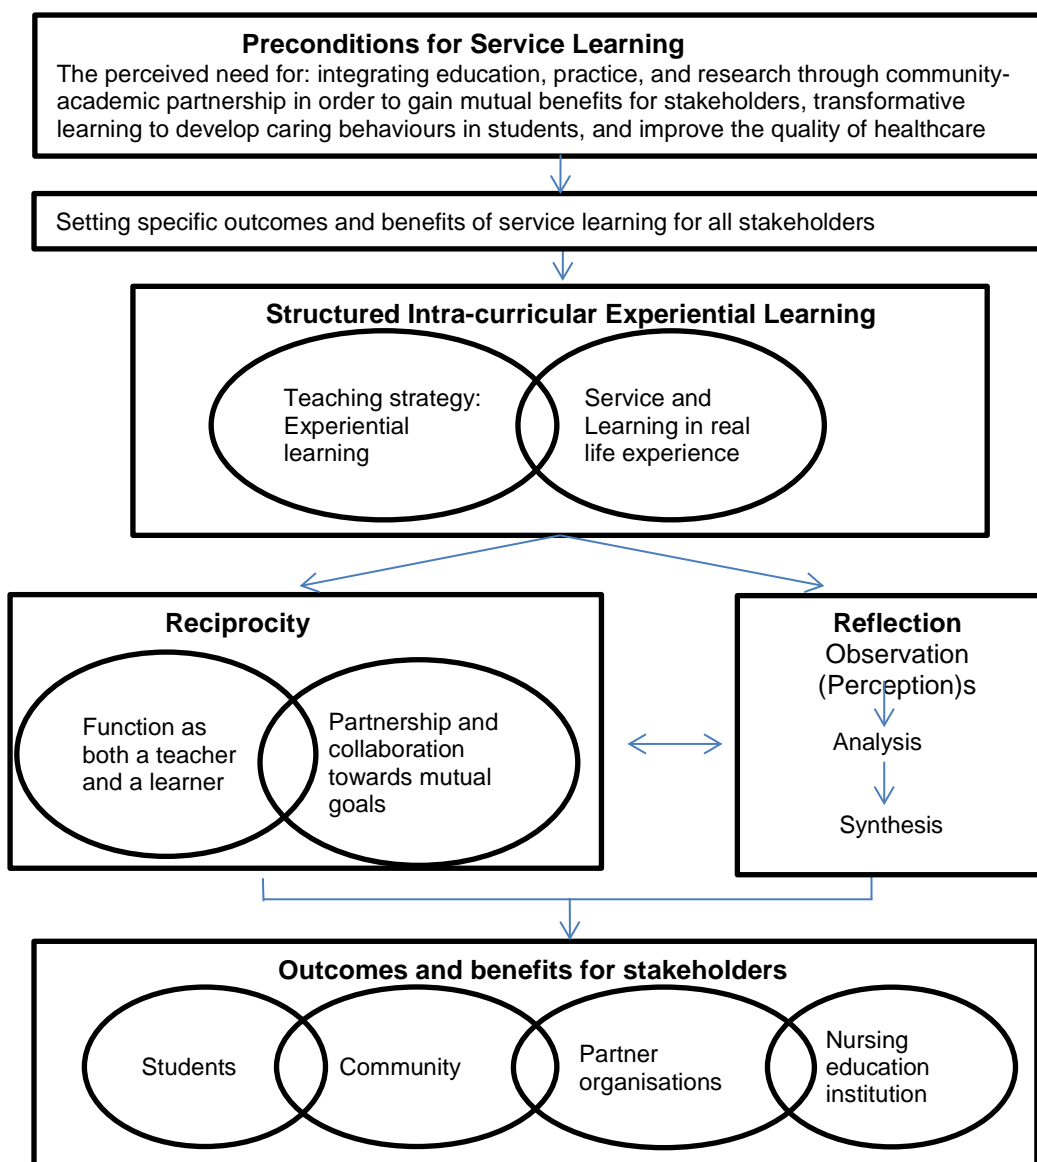 Preconditions for Service Learning
The perceived need for: integrating education, practice, and research through community-
academic partnership in order to gain mutual benefits for stakeholders, transformative
learning to develop caring behaviours in students, and improve the quality of healthcare
Setting specific outcomes and benefits of service learning for all stakeholders
Structured Intra-curricular Experiential Learning
Teaching strategy:
Experiential
learning
Service and
Learning in real
life experience
Reciprocity
Function as
both a teacher
and a learner
Partnership and
collaboration
towards mutual
goals
Reflection
Observation
(Perception)s
Analysis
Synthesis
Outcomes and benefits for stakeholders
Students
Community
Partner
organisations
Nursing
education
institution